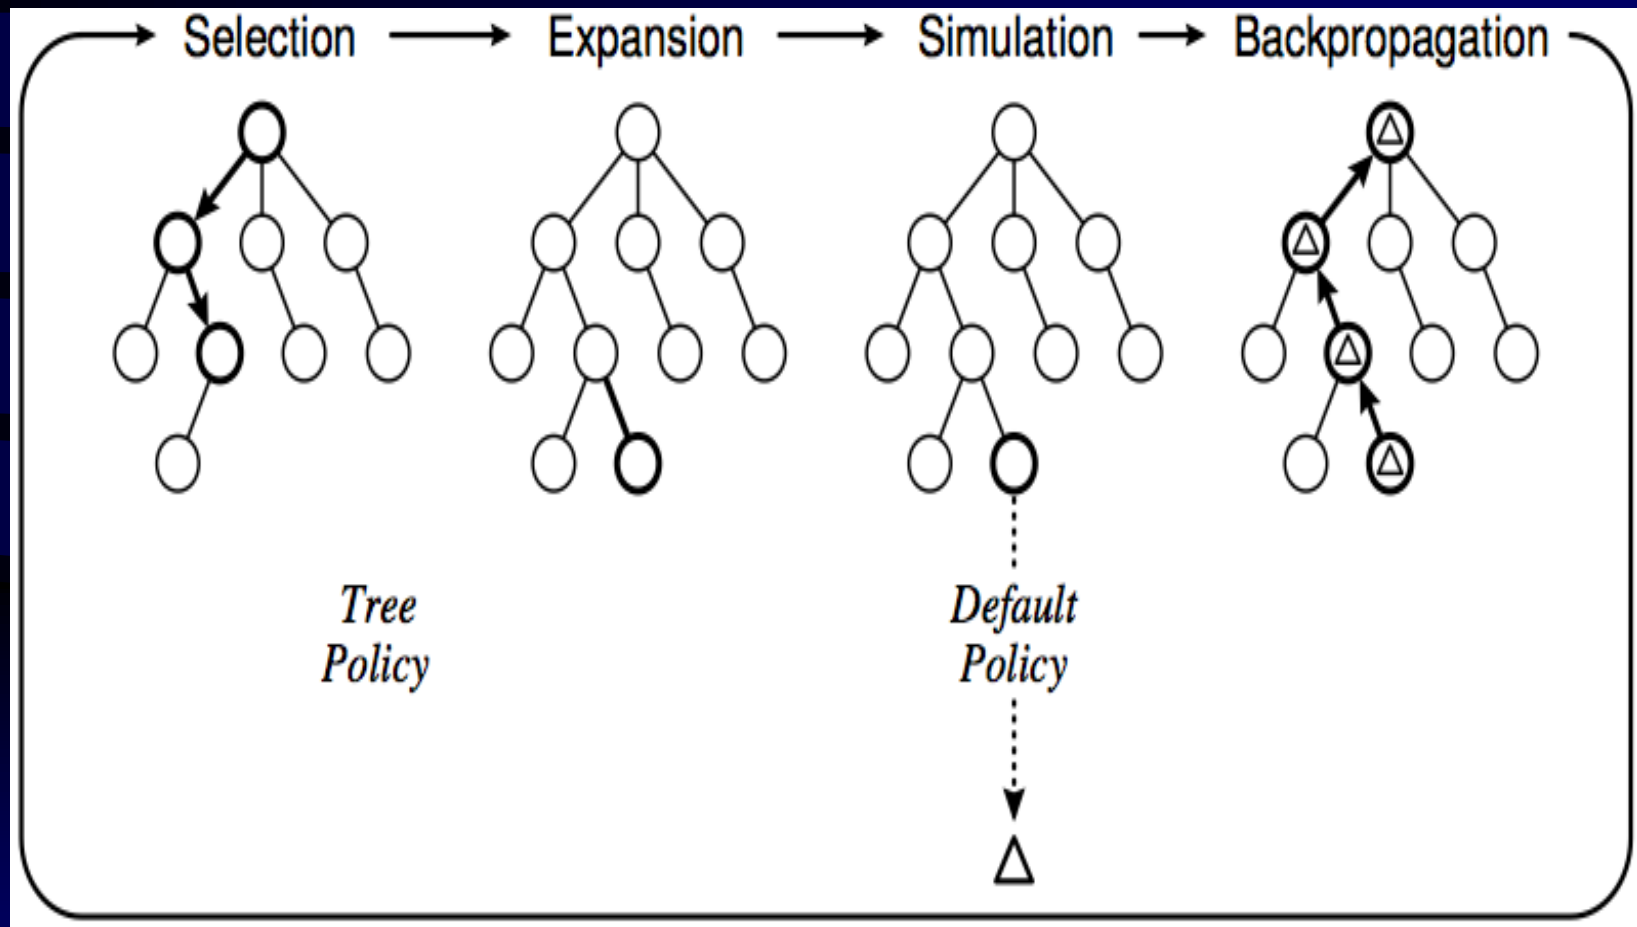 Selection Expansion Simulation Backpropagation
Tree
Policy
Default
Policy